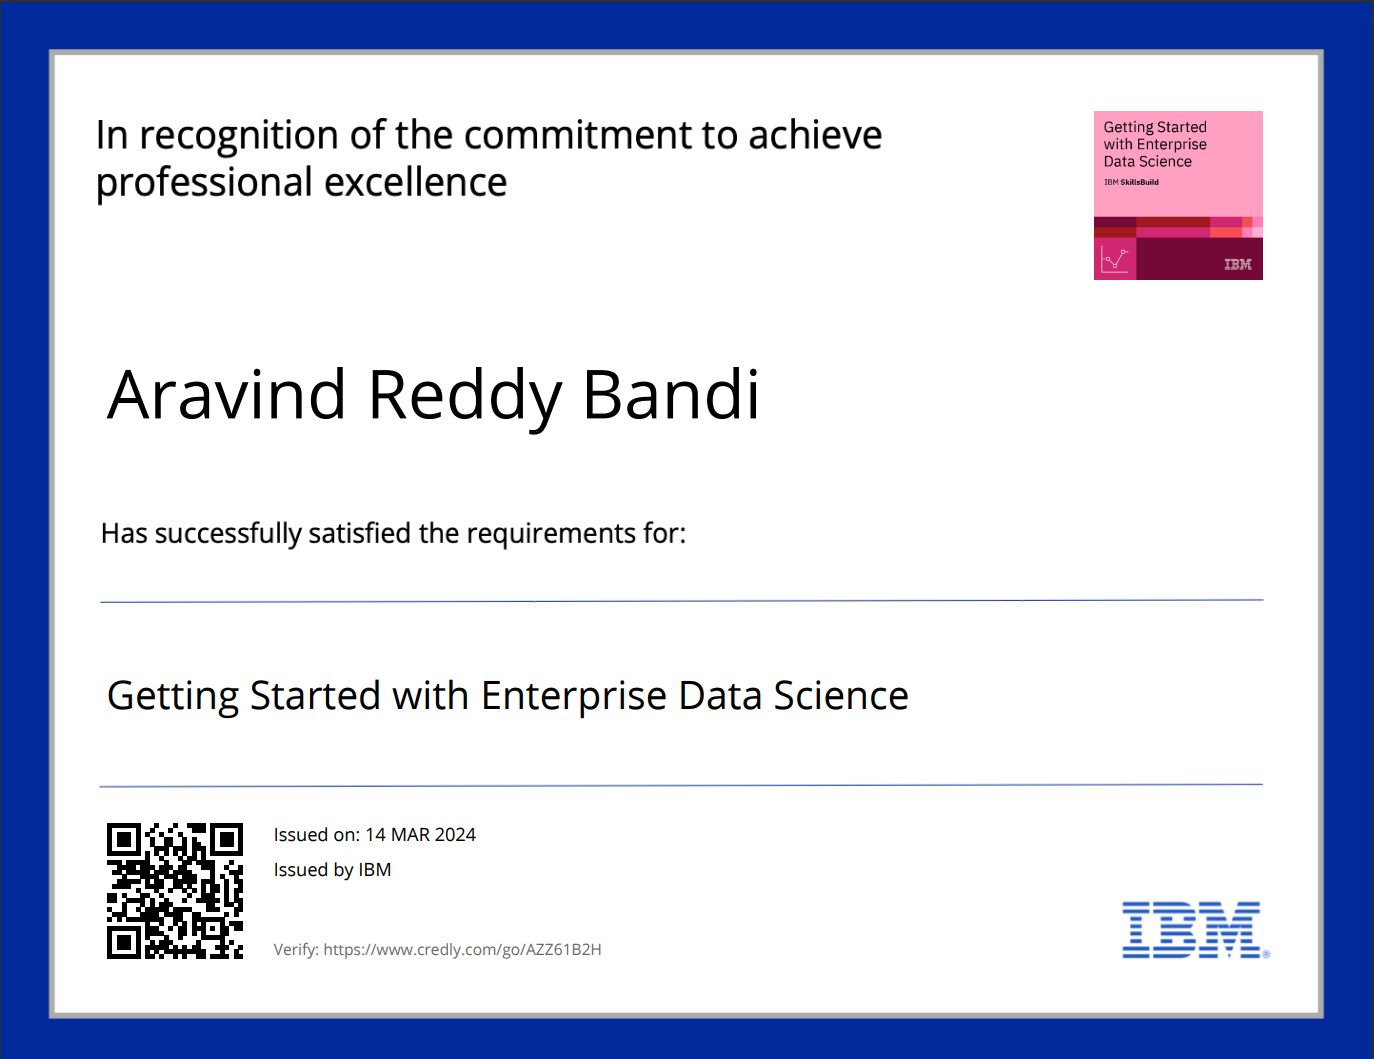 In recognition of the commitment to achieve
professional excellence
Getting Started
with Enterprise
Data Science
IBM SkillsBuild
IBM
Aravind Reddy Bandi
Has successfully satisfied the requirements for:
Getting Started with Enterprise Data Science
Issued on: 14 MAR 2024
Issued by IBM
Verify: https://www.credly.com/go/AZZ61B2H
IBM®